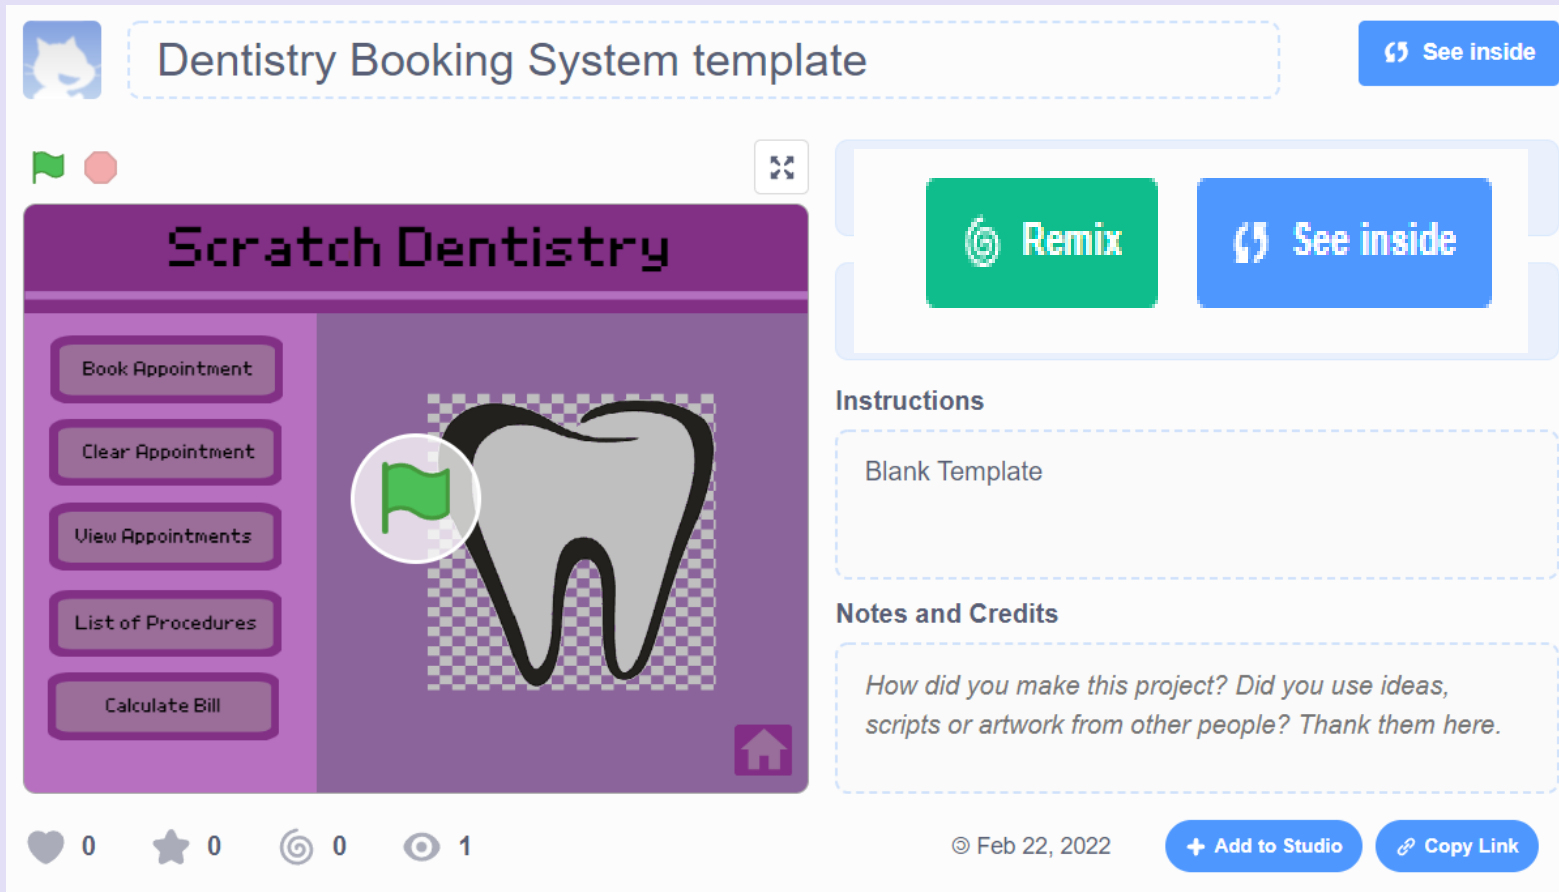 Dentistry Booking System template
See inside
Scratch Dentistry
Book Appointment
Clear Appointment
View Appointments
List of Procedures
Calculate Bill
Remix
See inside
Instructions
Blank Template
Notes and Credits
How did you make this project? Did you use ideas,
scripts or artwork from other people? Thank them here.
0
0
0
1
Feb 22, 2022
Add to Studio
Copy Link